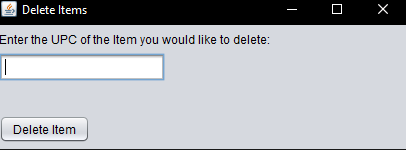 Delete Items
Enter the UPC of the Item you would like to delete:
Delete Item